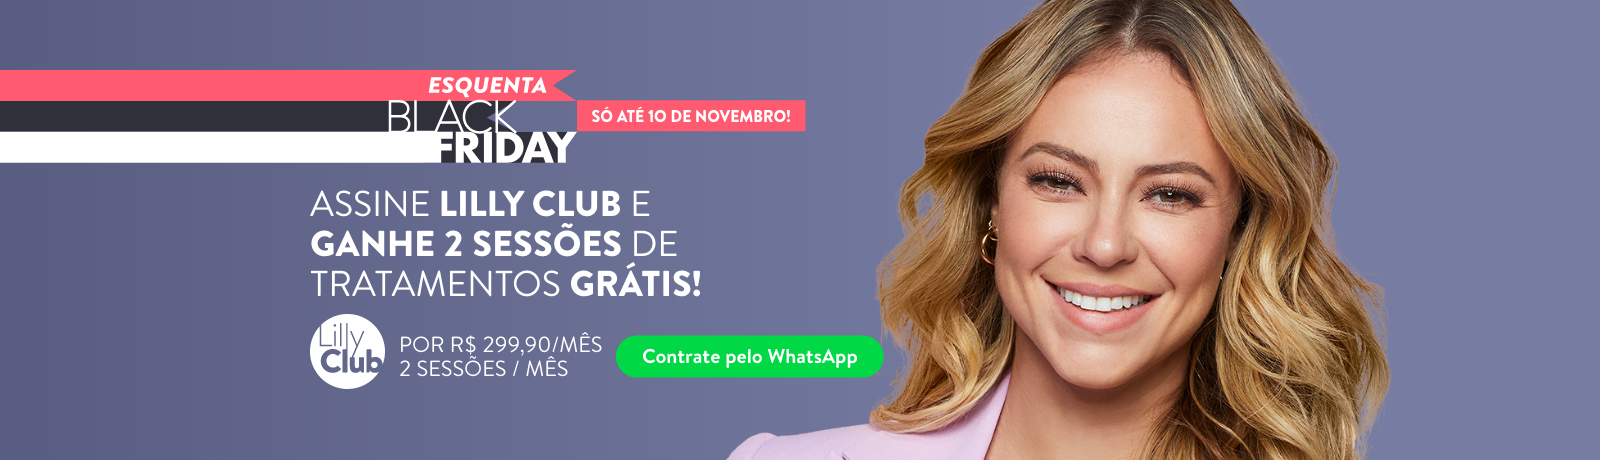 ESQUENTA
BLACK
FRIDAY
SÓ ATÉ 10 DE NOVEMBRO!
ASSINE LILLY CLUB E
GANHE 2 SESSÕES DE
TRATAMENTOS GRÁTIS!
Lilly
Club
POR R$ 299,90/MÊS
2 SESSÕES / MÊS
Contrate pelo WhatsApp